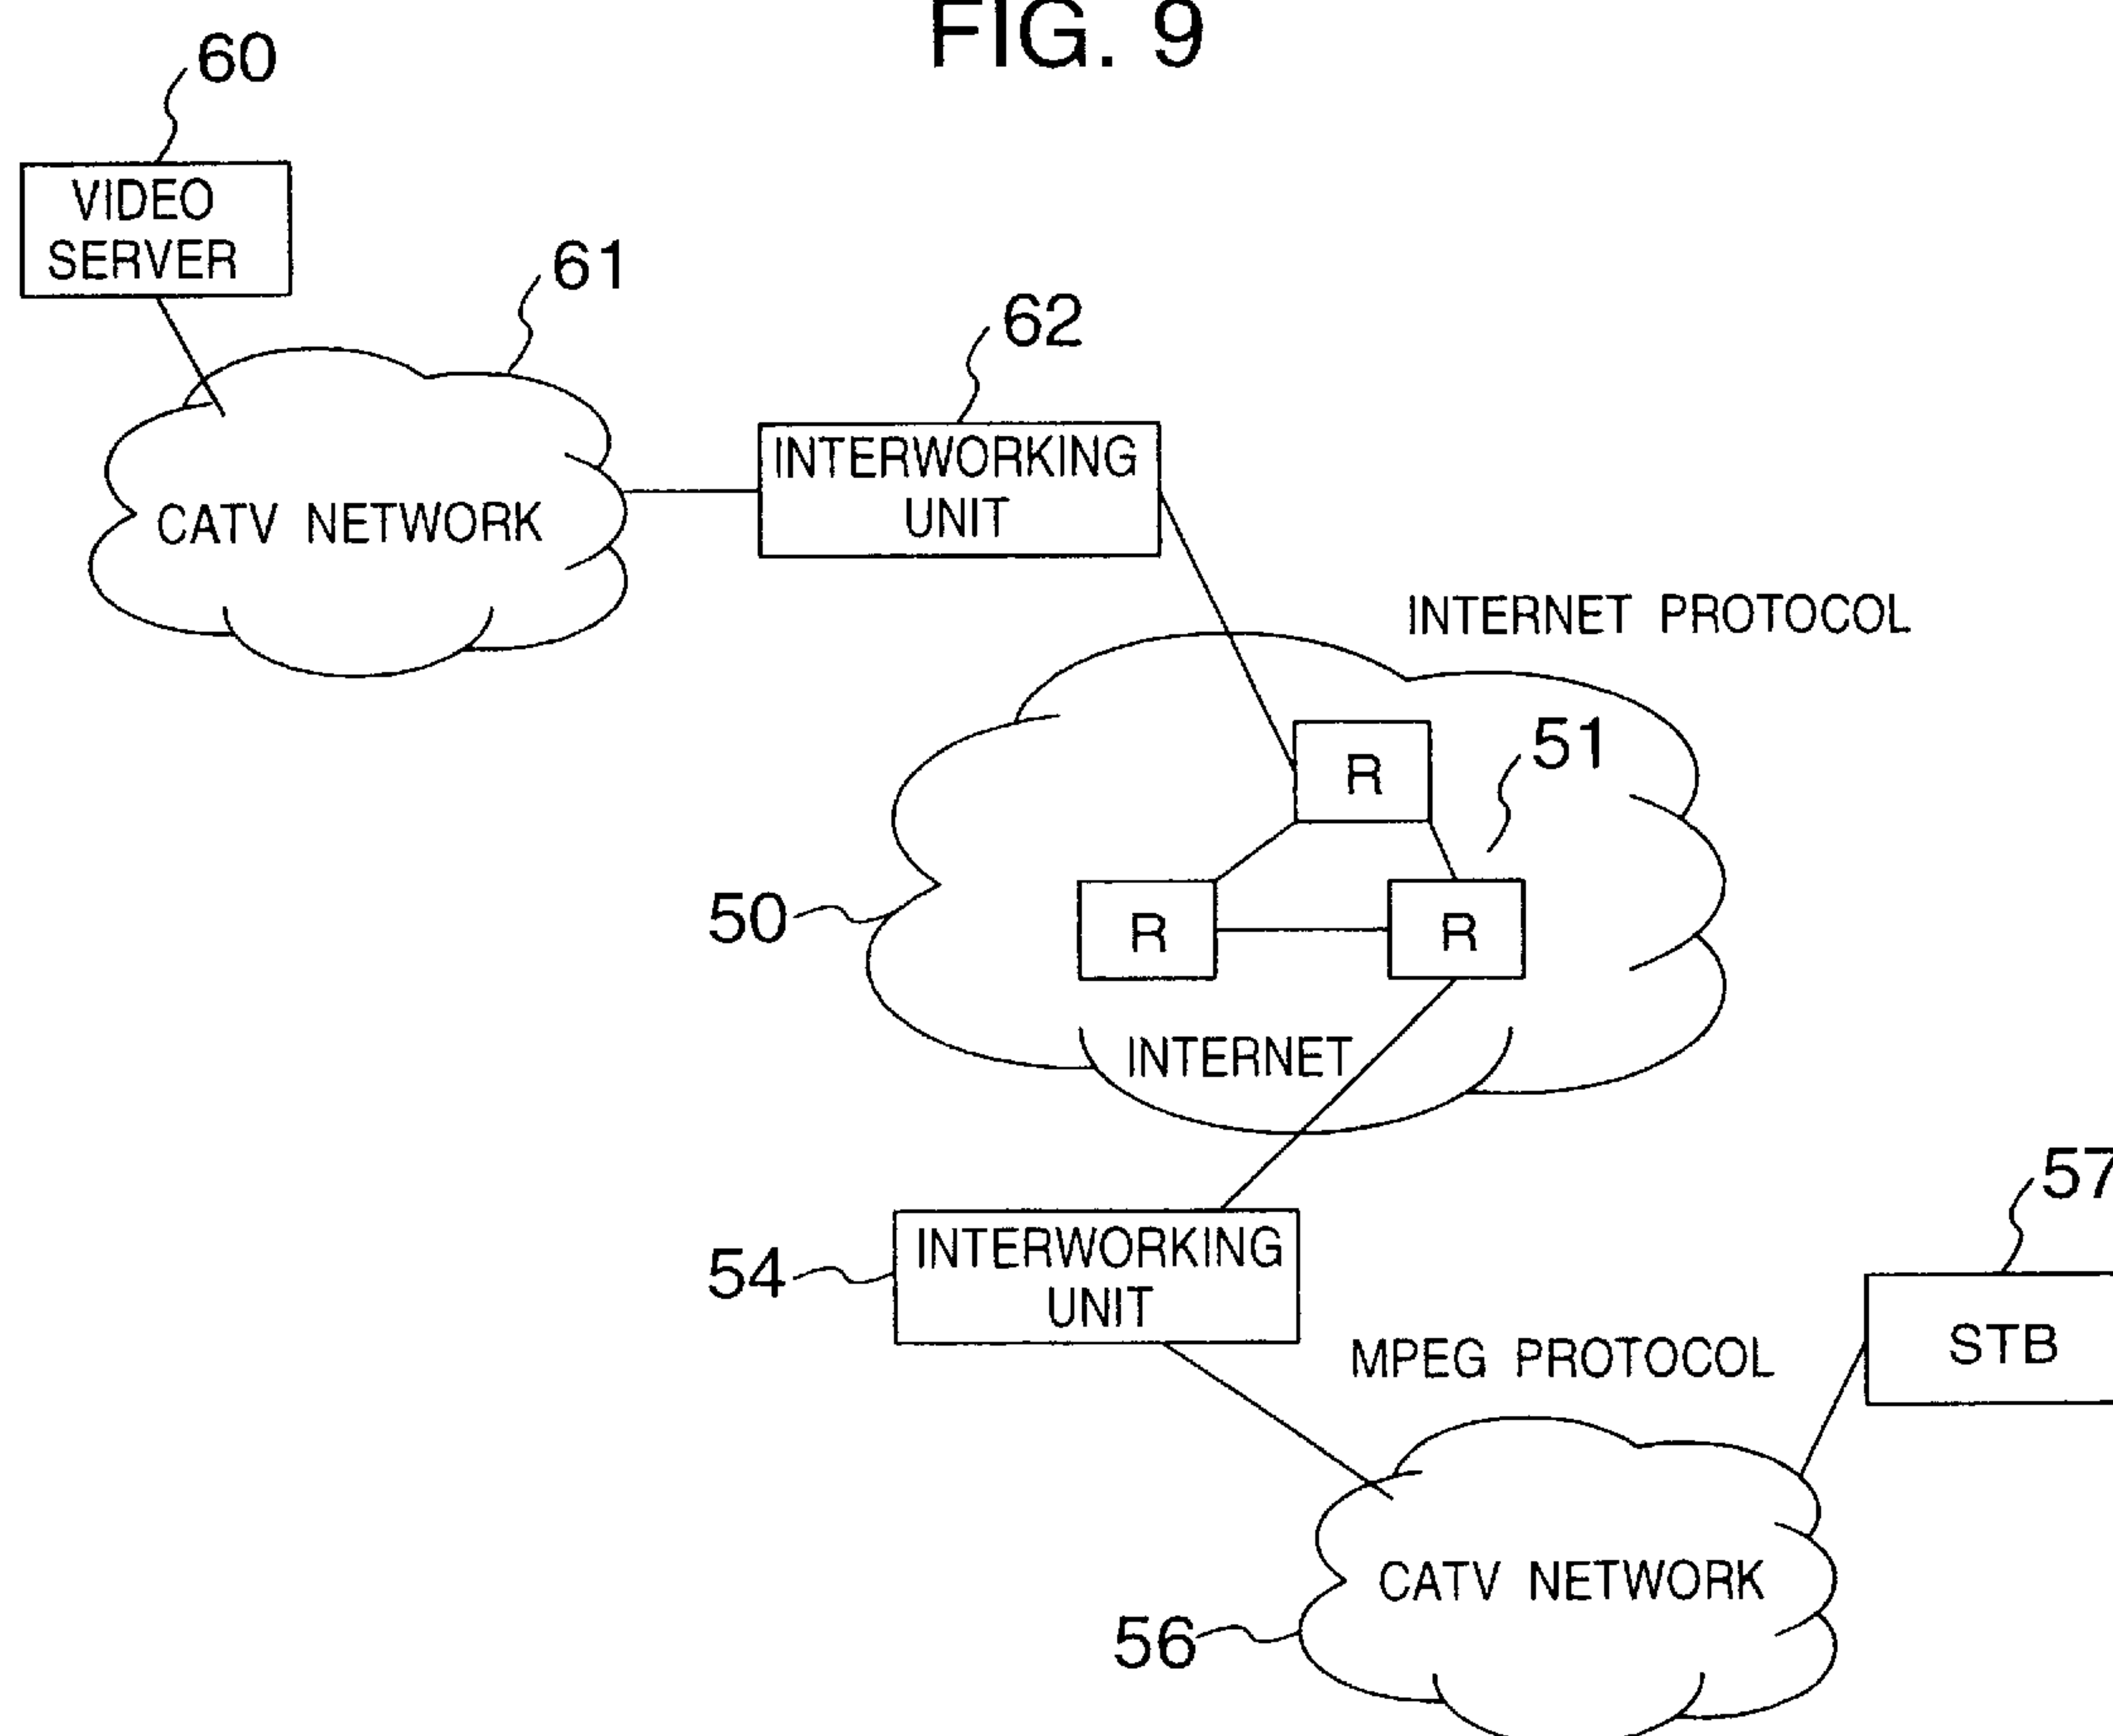 FIG. 9
60
VIDEO
SERVER
61
62
INTERWORKING
UNIT
CATV NETWORK
INTERNET PROTOCOL
51
R
50
R
R
INTERNET
57
54
INTERWORKING
UNIT
MPEG PROTOCOL
STB
CATV NETWORK
56